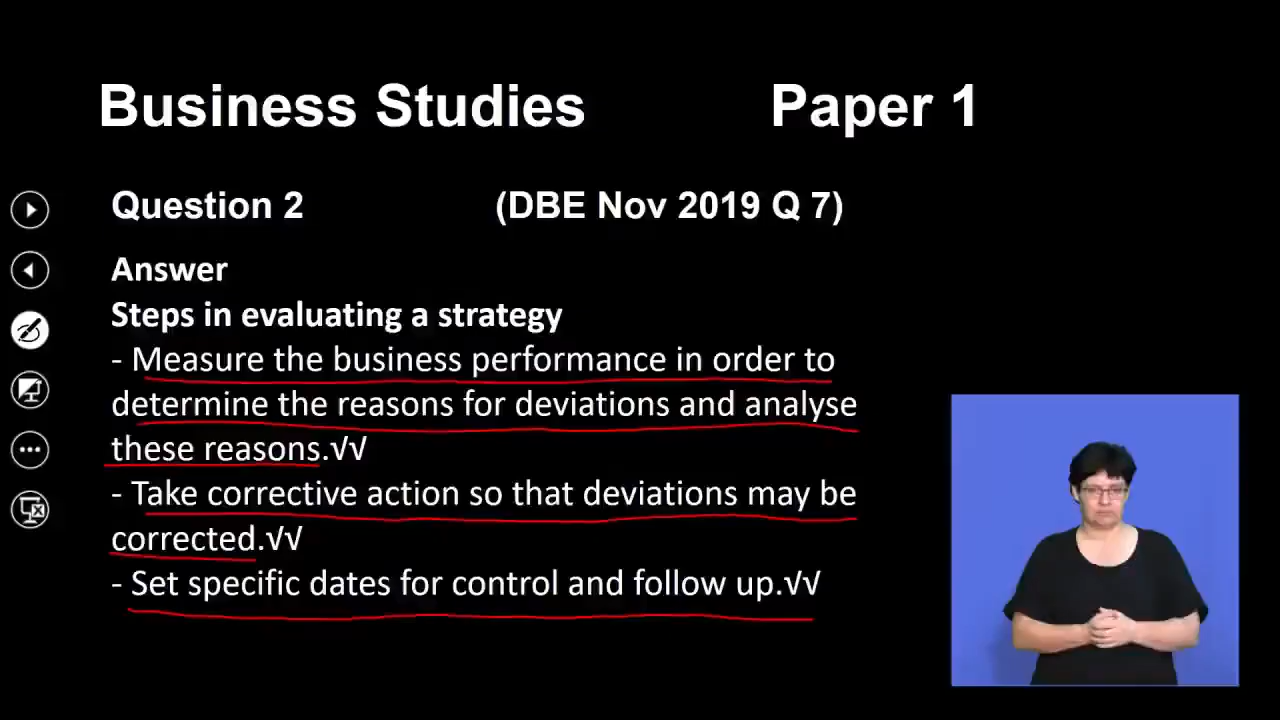 Business Studies Paper 1
Question 2 (DBE Nov 2019 Q 7)
Answer
Steps in evaluating a strategy
- Measure the business performance in order to
determine the reasons for deviations and analyse
these reasons.√√
- Take corrective action so that deviations may be
corrected.√√
- Set specific dates for control and follow up.√√